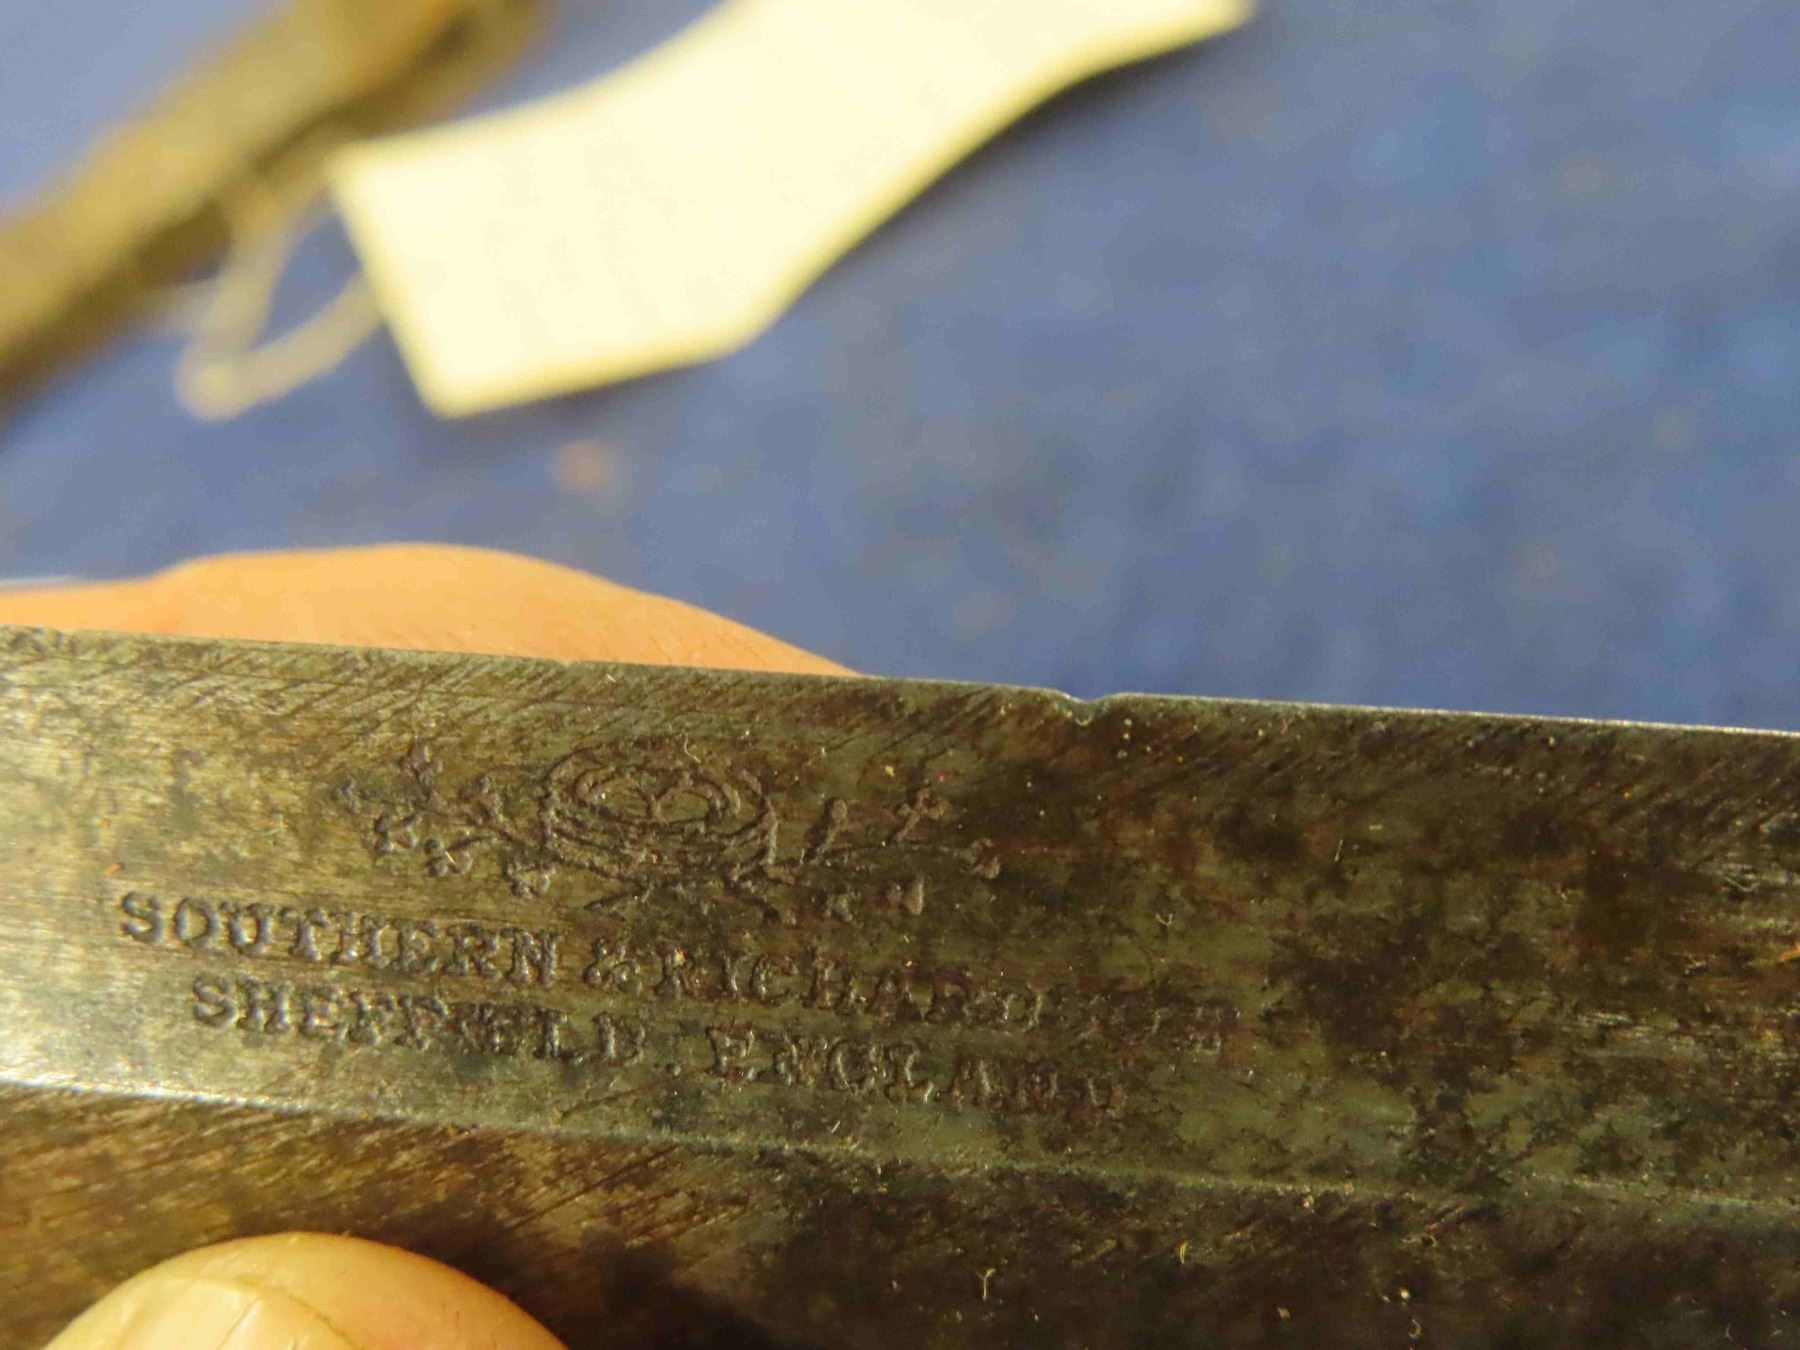 SOUTHERN & RICHARDSON
SHEFFIELD. ENGLAND